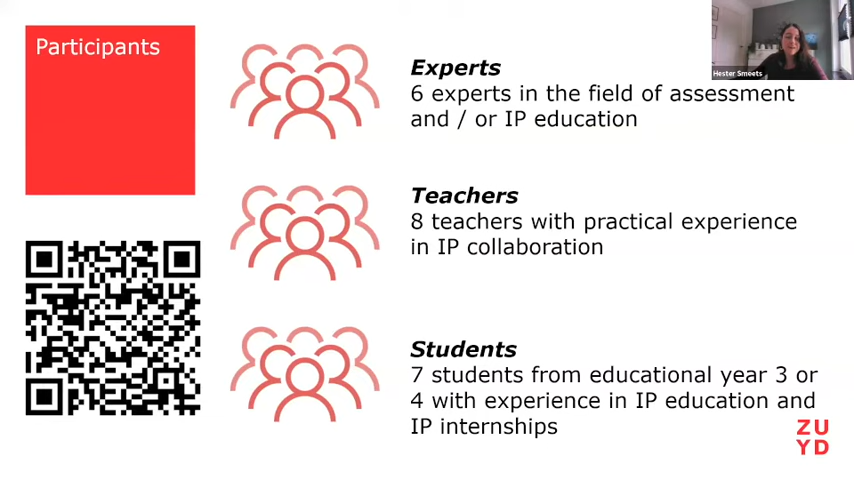 Participants
Hester Smeets
Experts
6 experts in the field of assessment
and / or IP education
Teachers
8 teachers with practical experience
in IP collaboration
Students
7 students from educational year 3 or
4 with experience in IP education and
IP internships
ZU
YD